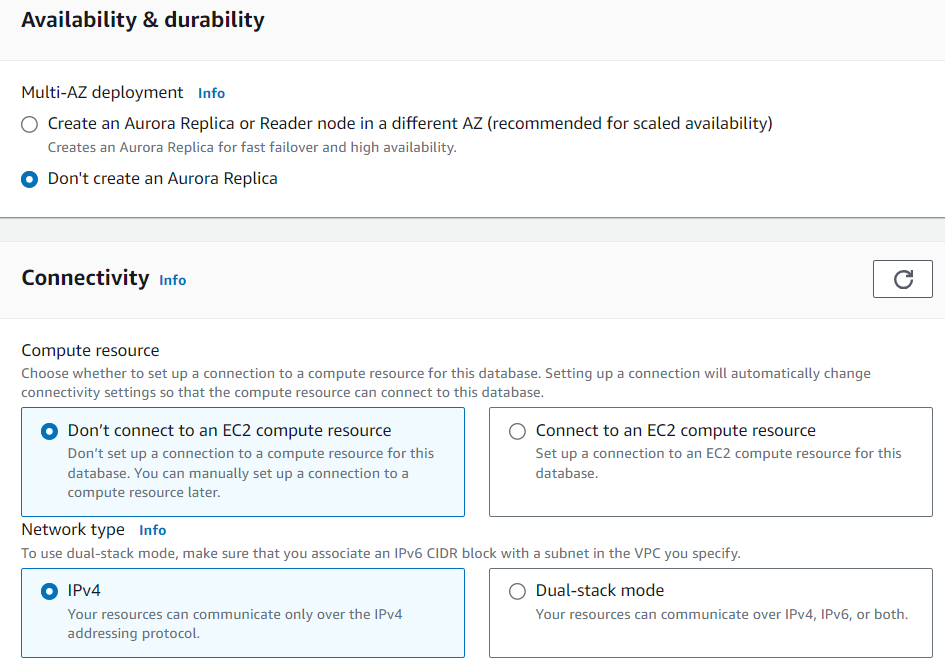 Availability & durability
Multi-AZ deployment Info
Create an Aurora Replica or Reader node in a different AZ (recommended for scaled availability)
Creates an Aurora Replica for fast failover and high availability.
Don't create an Aurora Replica
Connectivity Info
Compute resource
Choose whether to set up a connection to a compute resource for this database. Setting up a connection will automatically change
connectivity settings so that the compute resource can connect to this database.
Don’t connect to an EC2 compute resource
Don’t set up a connection to a compute resource for this
database. You can manually set up a connection to a
compute resource later.
Connect to an EC2 compute resource
Set up a connection to an EC2 compute resource for this
database.
Network type Info
To use dual-stack mode, make sure that you associate an IPv6 CIDR block with a subnet in the VPC you specify.
IPv4
Your resources can communicate only over the IPv4
addressing protocol.
Dual-stack mode
Your resources can communicate over IPv4, IPv6, or both.